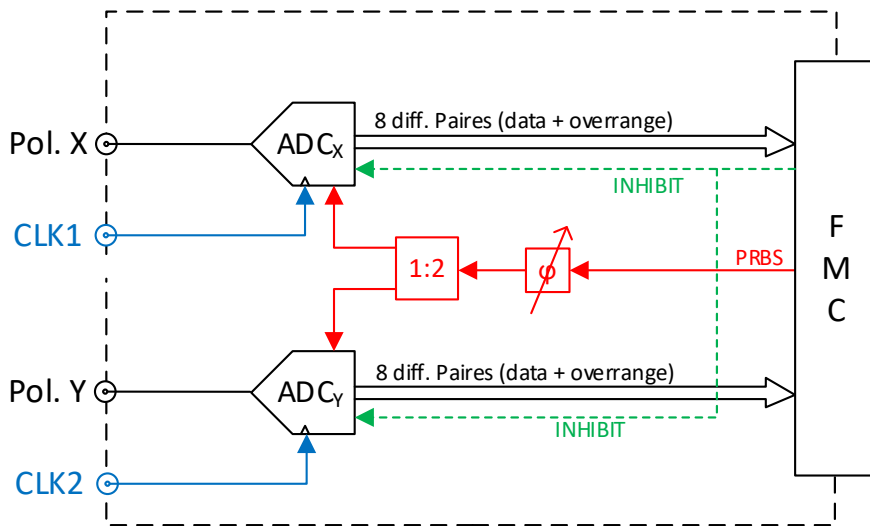 8 diff. Paires (data + overrange)
Pol. X
ADCX
INHIBIT
CLK1
F
M
C
PRBS
1:2
φ
8 diff. Paires (data + overrange)
Pol. Y
ADCY
INHIBIT
CLK2